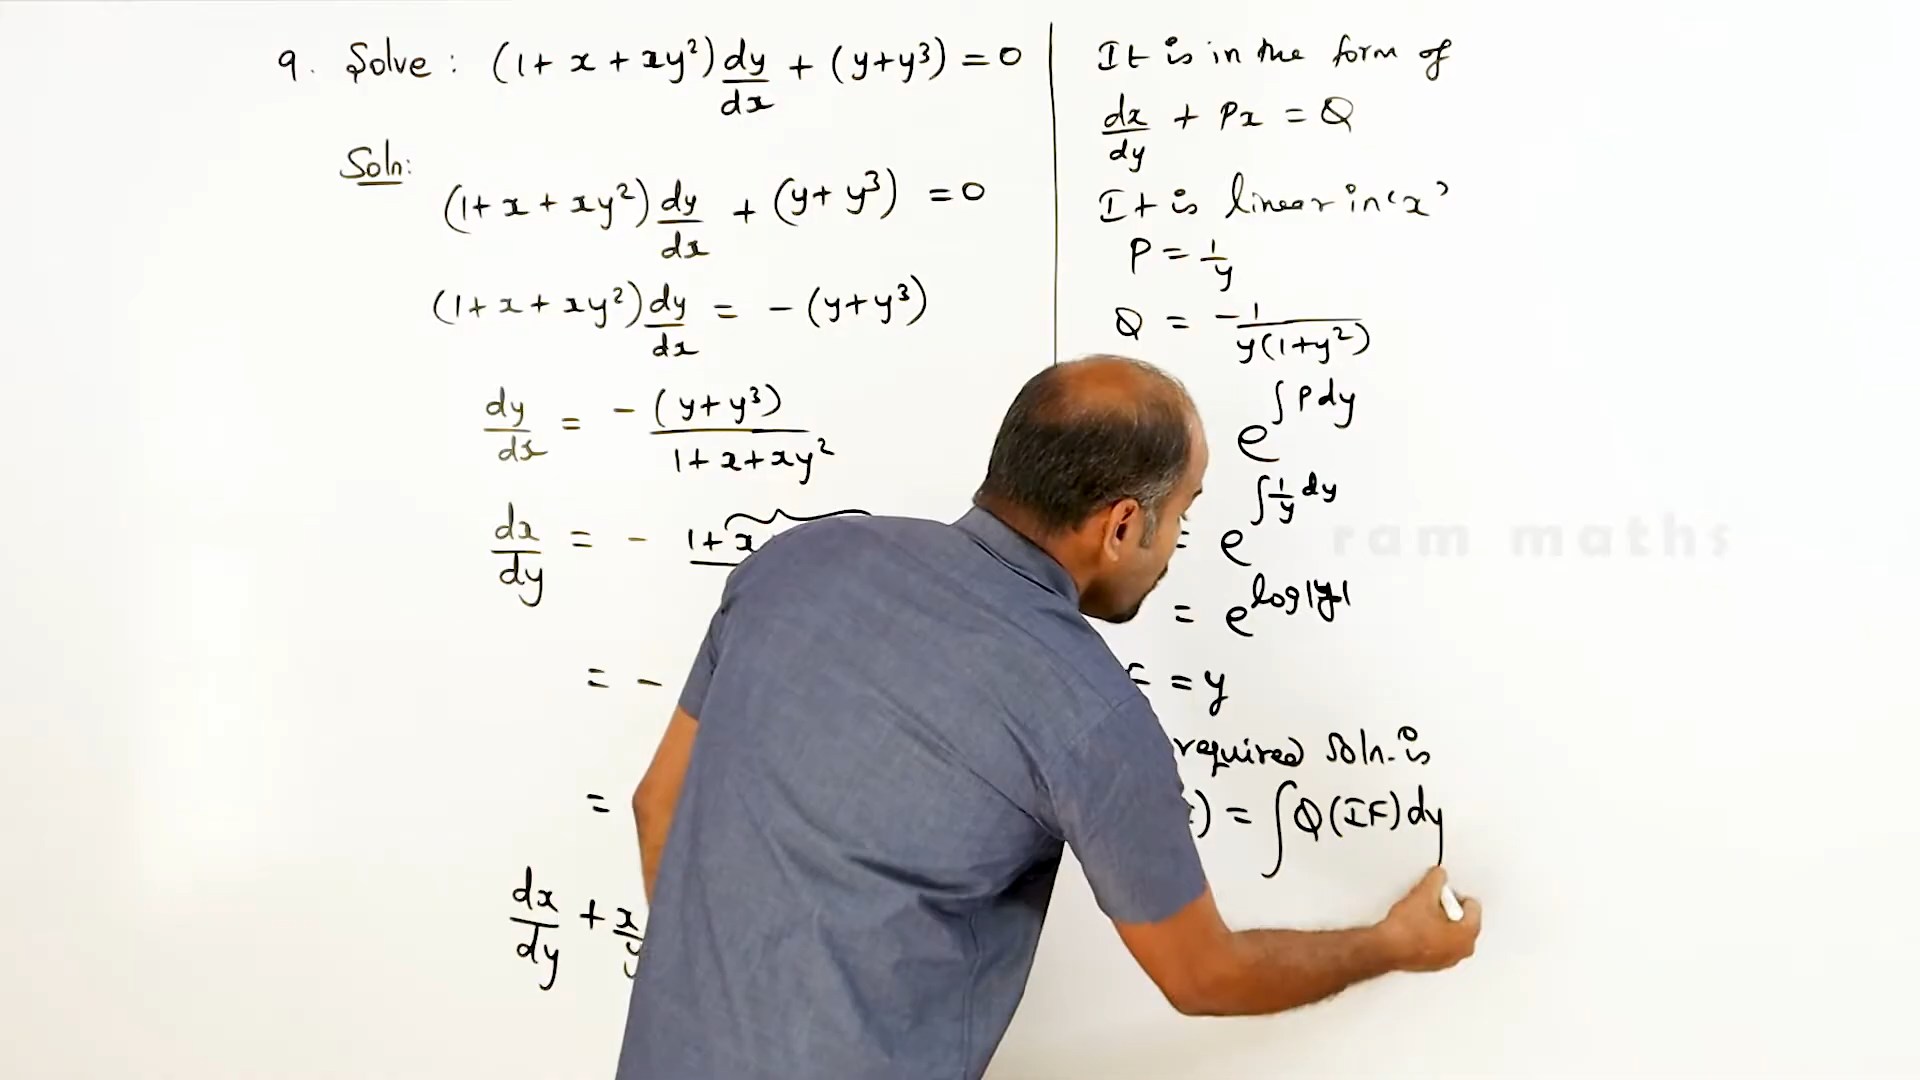 9. Solve : (1 + x + xy²) dy/dx + (y+y³) = 0
Soln:
(1 + x + xy²) dy/dx + (y + y³) = 0
(1 + x + xy²) dy/dx = - (y+y³)
dy/dx = - (y + y³)/(1 + x + xy²)
dx/dy = - 1 + x
= -
=
dx/dy + x/y
It is in the form of
dx/dy + Px = Q
It is linear in 'x'
P = 1/y
Q = - 1/(y(1+y²))
e^∫P dy
= e^∫1/y dy
= e^log|y|
= y
required Soln. is
) = ∫Q(IF) dy
ram maths